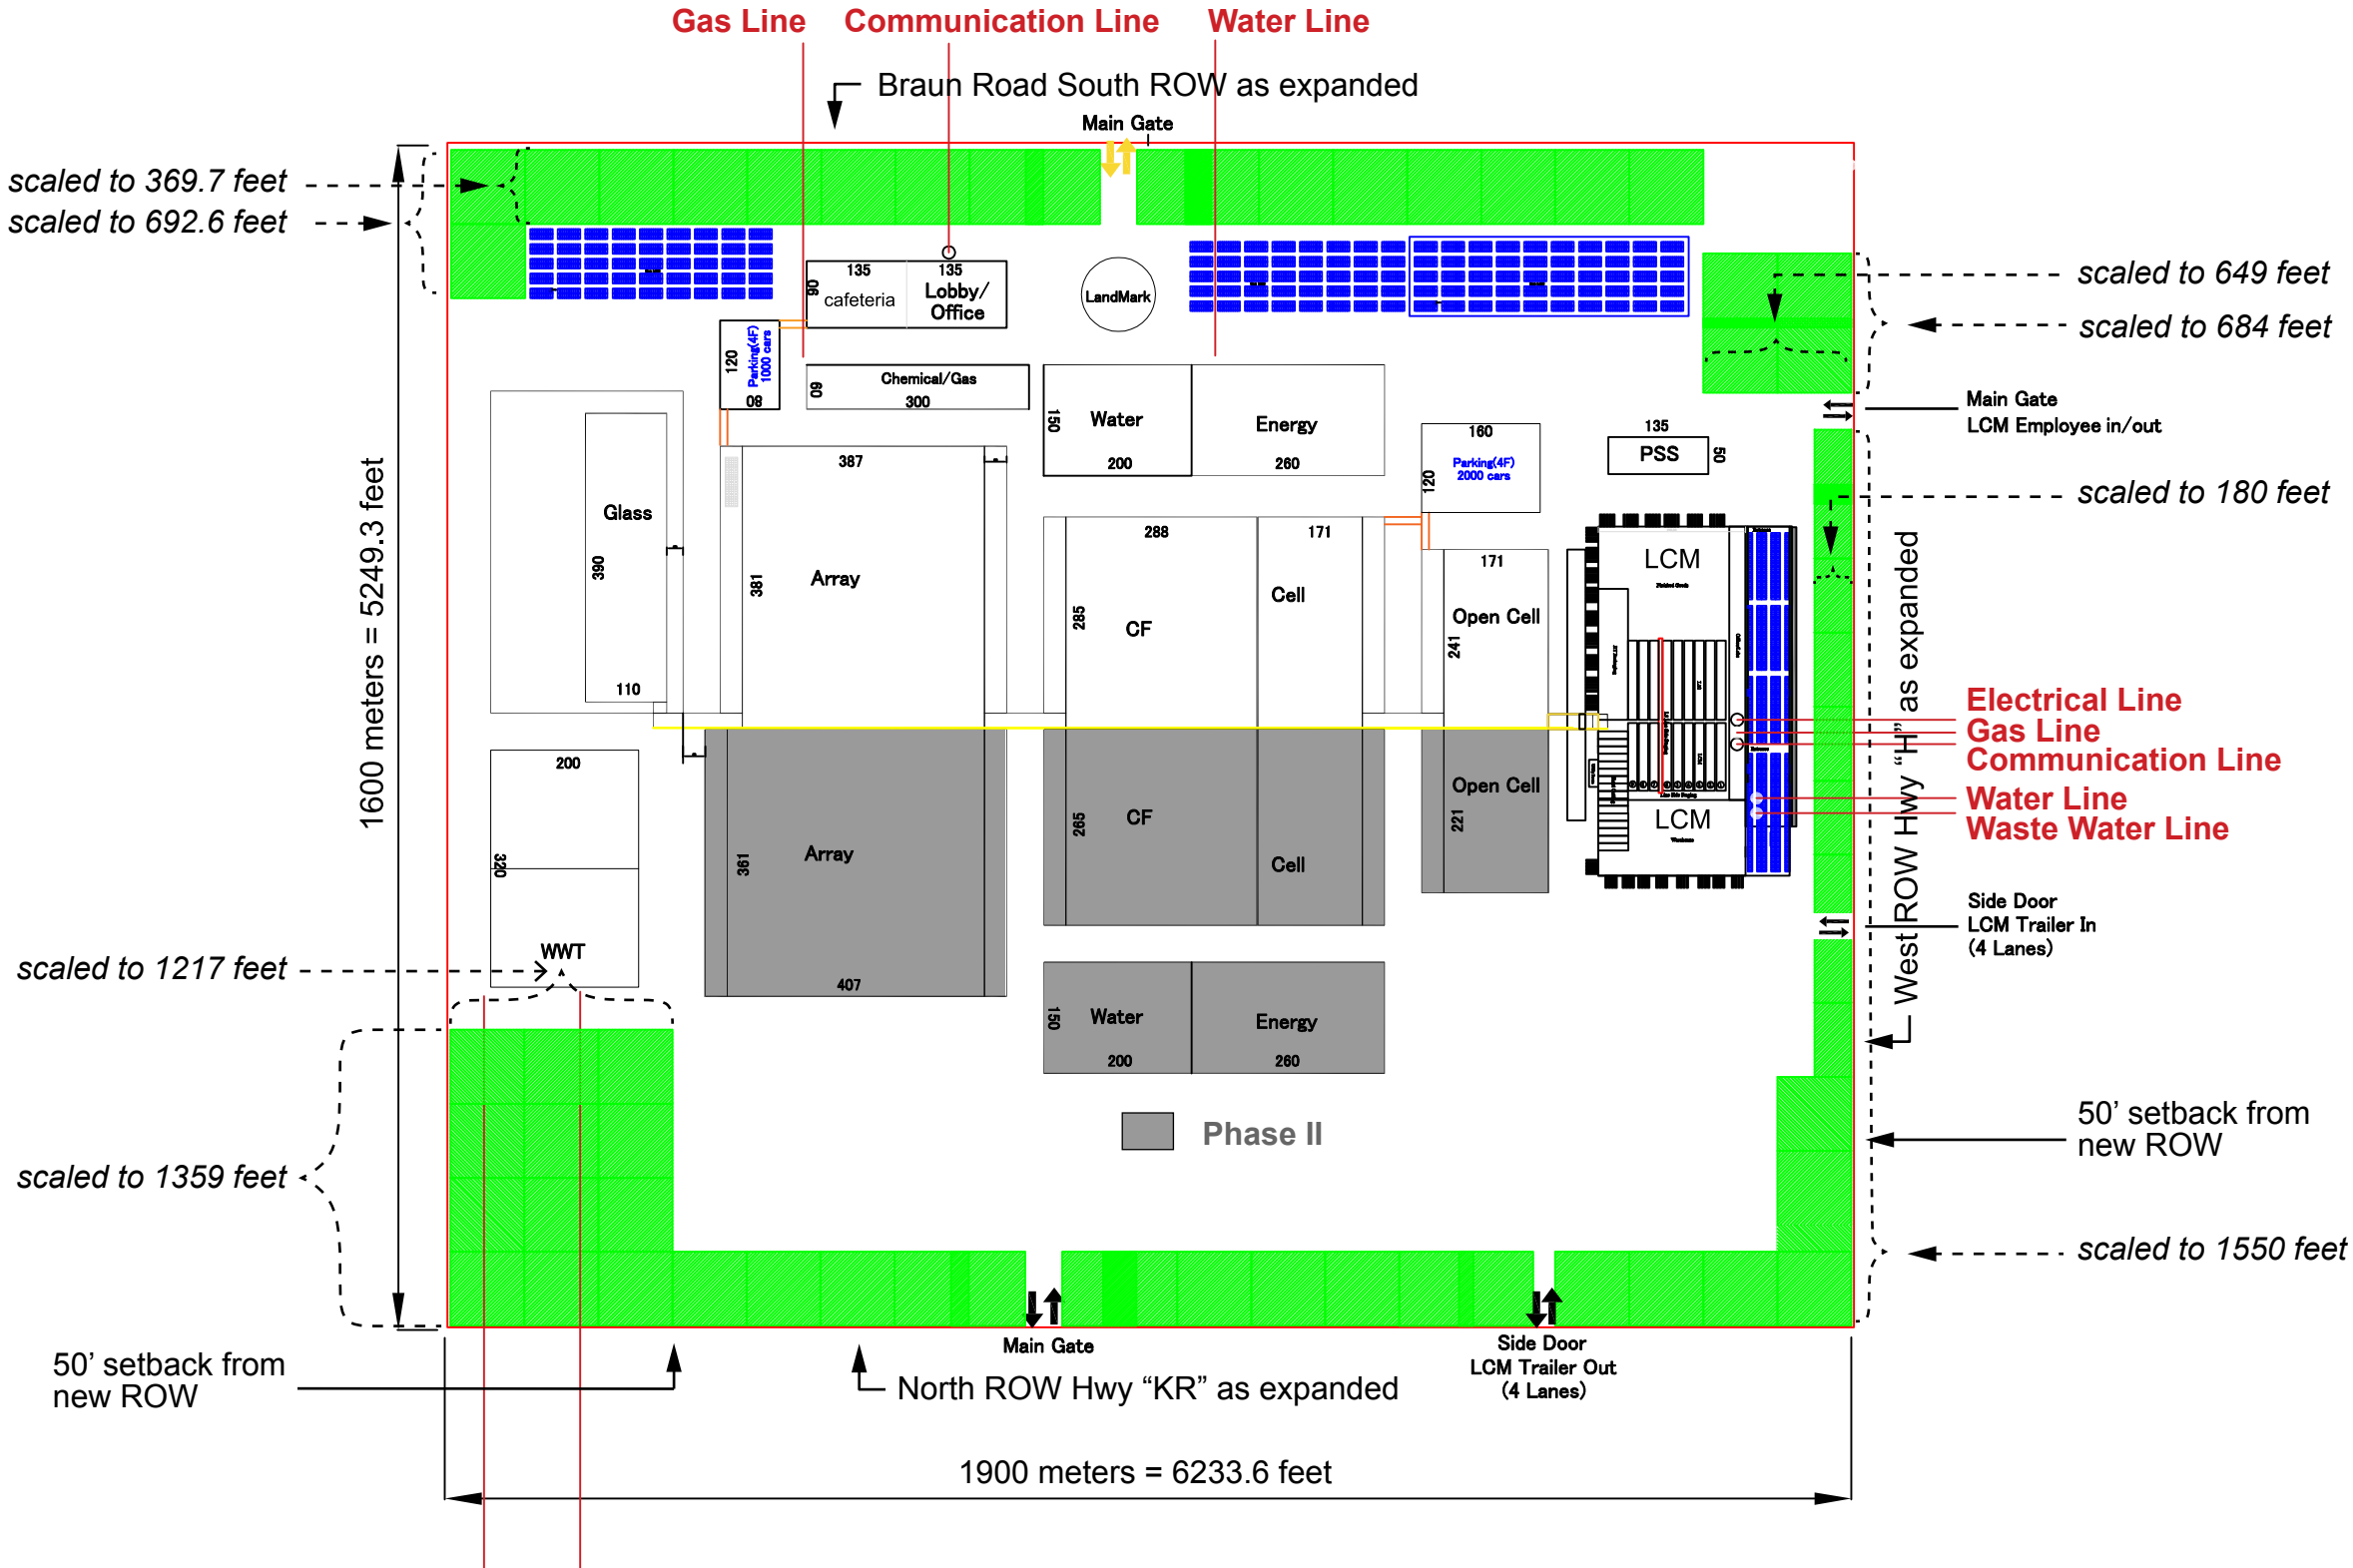 Gas Line Communication Line Water Line
Braun Road South ROW as expanded
Main Gate
scaled to 369.7 feet
scaled to 692.6 feet
1600 meters = 5249.3 feet
135
135
90
cafeteria
Lobby/
Office
LandMark
scaled to 649 feet
scaled to 684 feet
120
Parking(4F)
1000 cars
80
60
Chemical/Gas
300
150
Water
200
Energy
260
Main Gate
LCM Employee in/out
160
Parking(4F)
2000 cars
120
135
PSS
50
scaled to 180 feet
387
Glass
390
110
381
Array
288
171
285
CF
Cell
171
Open Cell
241
LCM
Finished Goods
West ROW Hwy "H" as expanded
Electrical Line
Gas Line
Communication Line
Water Line
Waste Water Line
200
320
WWT
361
Array
407
265
CF
Cell
Open Cell
221
LCM
Warehouse
Side Door
LCM Trailer In
(4 Lanes)
scaled to 1217 feet
150
Water
200
Energy
260
Phase II
50’ setback from
new ROW
scaled to 1359 feet
scaled to 1550 feet
Main Gate
Side Door
LCM Trailer Out
(4 Lanes)
50’ setback from
new ROW
North ROW Hwy “KR” as expanded
1900 meters = 6233.6 feet